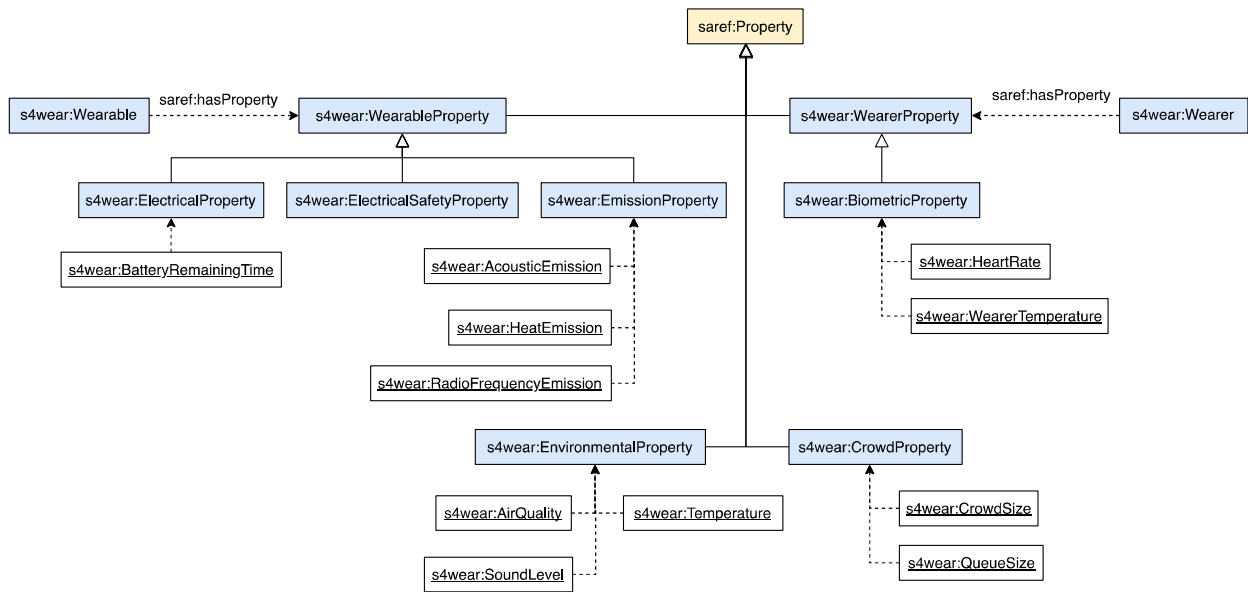 saref:Property
saref:hasProperty
saref:hasProperty
s4wear:Wearable
s4wear:WearableProperty
s4wear:WearerProperty
s4wear:Wearer
s4wear:ElectricalProperty
s4wear:ElectricalSafetyProperty
s4wear:EmissionProperty
s4wear:BiometricProperty
s4wear:BatteryRemainingTime
s4wear:AcousticEmission
s4wear:HeartRate
s4wear:HeatEmission
s4wear:WearerTemperature
s4wear:RadioFrequencyEmission
s4wear:EnvironmentalProperty
s4wear:CrowdProperty
s4wear:AirQuality
s4wear:Temperature
s4wear:CrowdSize
s4wear:SoundLevel
s4wear:QueueSize